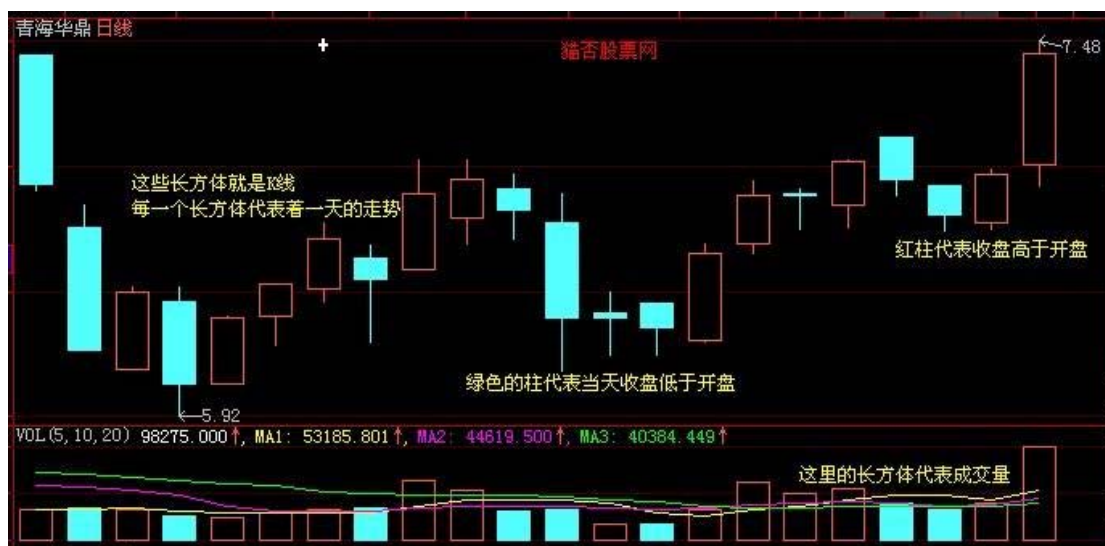 青海华鼎 日线
猫否股票网
7.48
这些长方体就是K线
每一个长方体代表着一天的走势
红柱代表收盘高于开盘
绿色的柱代表当天收盘低于开盘
5.92
VOL(5,10,20) 98275.000↑, MA1: 53185.801↑, MA2: 44619.500↑, MA3: 40384.449↑
这里的长方体代表成交量